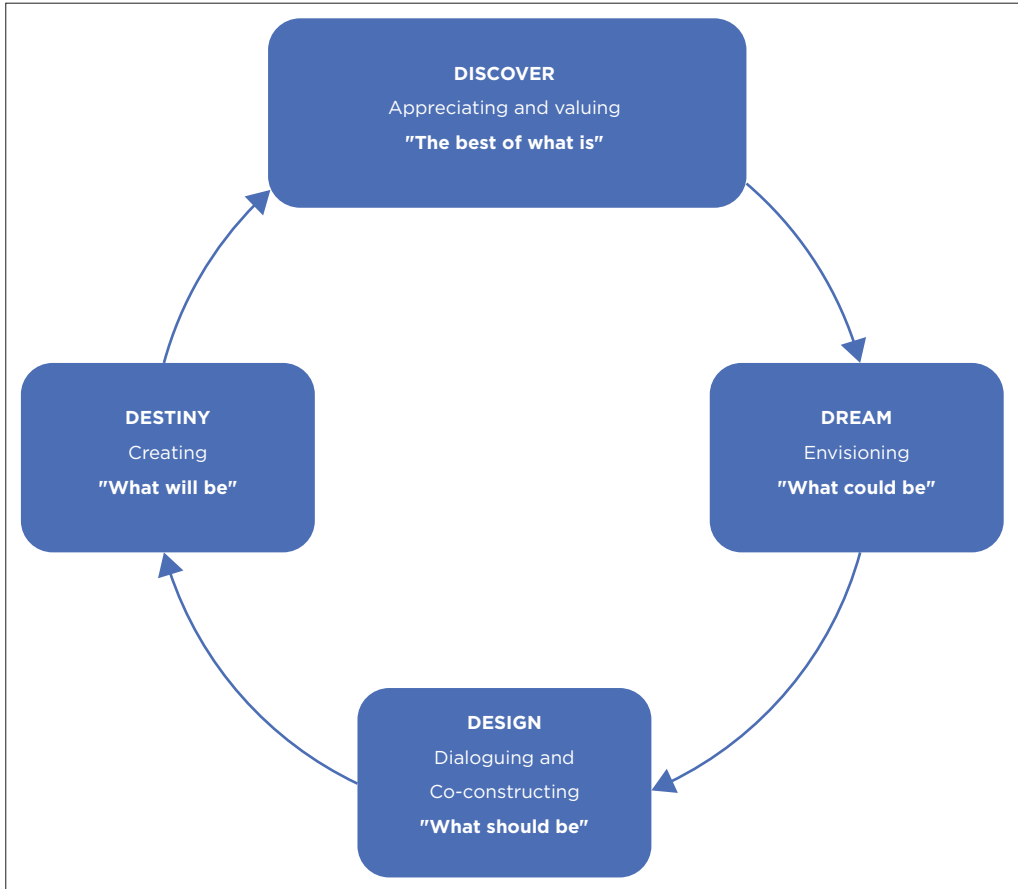 DISCOVER
Appreciating and valuing
"The best of what is"
DREAM
Envisioning
"What could be"
DESIGN
Dialoguing and
Co-constructing
"What should be"
DESTINY
Creating
"What will be"